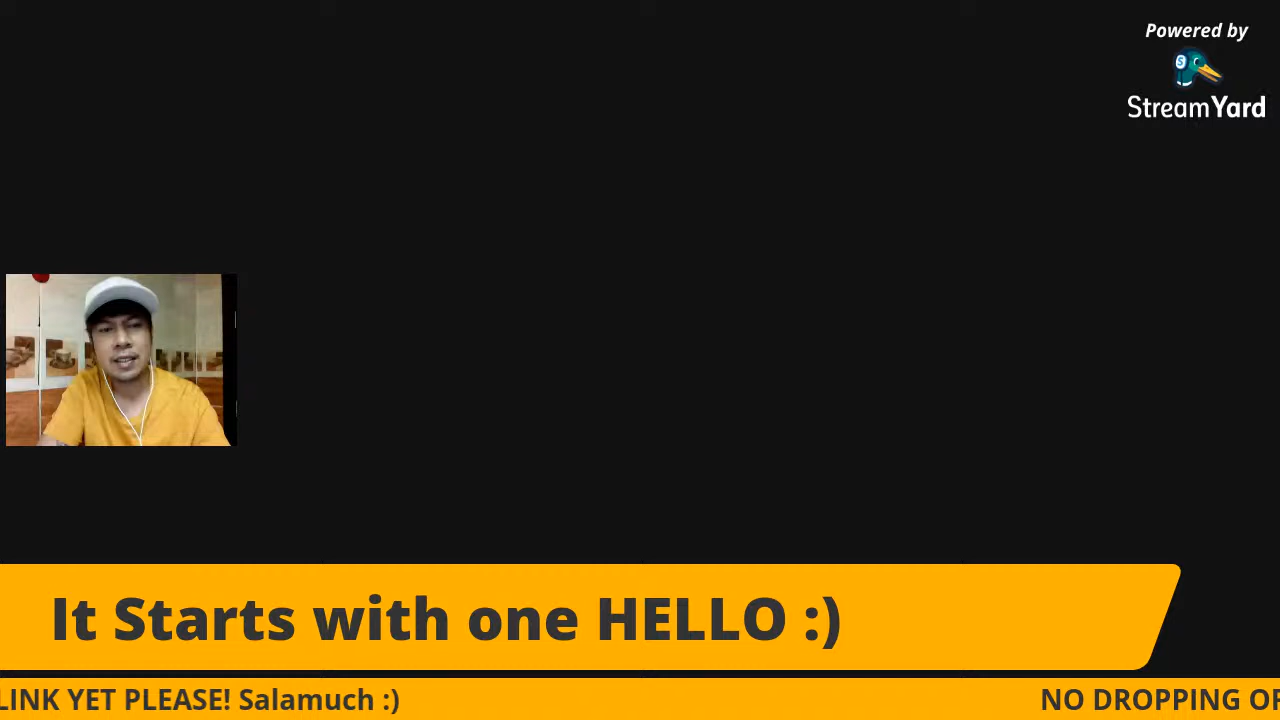 Powered by
S
StreamYard
It Starts with one HELLO :)
LINK YET PLEASE! Salamuch :) NO DROPPING OF